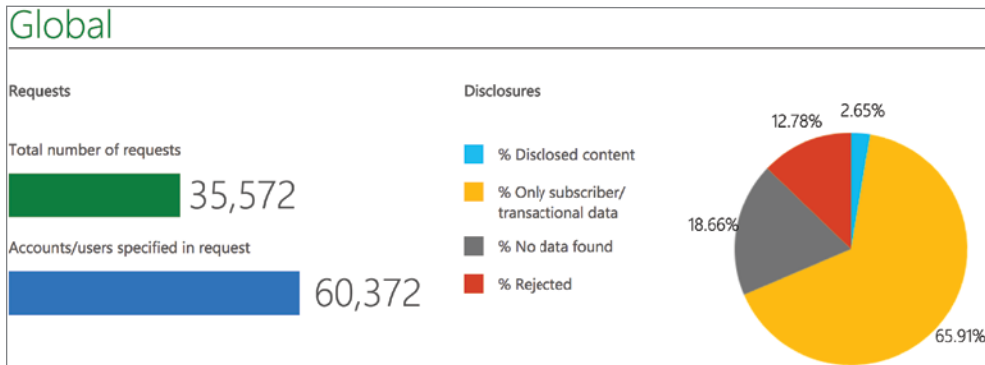 Global
Requests
Total number of requests
35,572
Accounts/users specified in request
60,372
Disclosures
% Disclosed content
% Only subscriber/
transactional data
% No data found
% Rejected
2.65%
12.78%
18.66%
65.91%